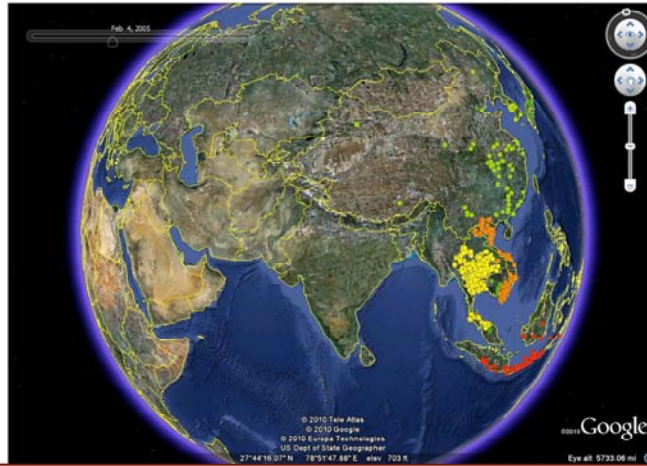 Feb. 4, 2005
N
© 2010 Tele Atlas
© 2010 Google
© 2010 Europa Technologies
US Dept of State Geographer
©2010 Google
27°44'16.07" N 78°51'47.88" E elev 703 ft
Eye alt 5733.06 mi